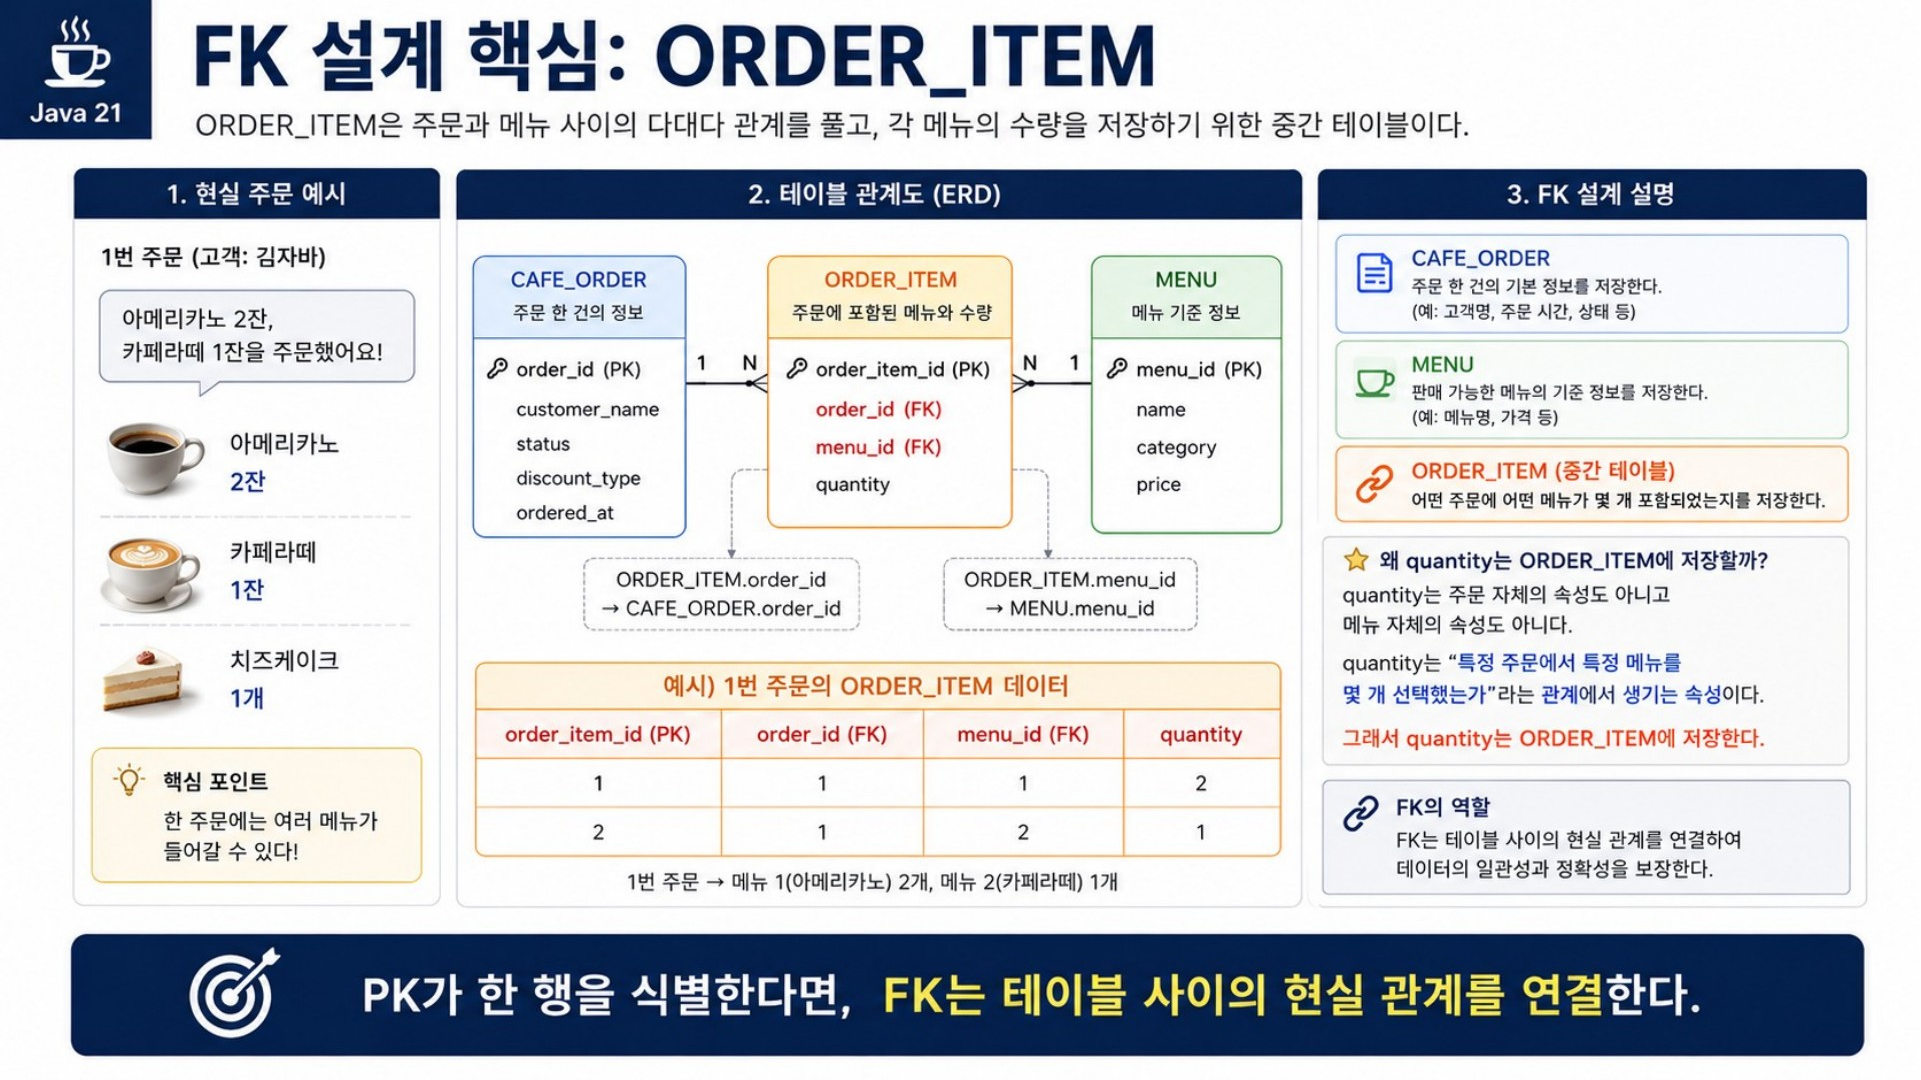 Java 21
FK 설계 핵심: ORDER_ITEM
ORDER_ITEM은 주문과 메뉴 사이의 다대다 관계를 풀고, 각 메뉴의 수량을 저장하기 위한 중간 테이블이다.
1. 현실 주문 예시
1번 주문 (고객: 김자바)
아메리카노 2잔,
카페라떼 1잔을 주문했어요!
아메리카노
2잔
카페라떼
1잔
치즈케이크
1개
핵심 포인트
한 주문에는 여러 메뉴가
들어갈 수 있다!
2. 테이블 관계도 (ERD)
CAFE_ORDER
주문 한 건의 정보
order_id (PK)
customer_name
status
discount_type
ordered_at
1 N
ORDER_ITEM
주문에 포함된 메뉴와 수량
order_item_id (PK)
order_id (FK)
menu_id (FK)
quantity
N 1
MENU
메뉴 기준 정보
menu_id (PK)
name
category
price
ORDER_ITEM.order_id
→ CAFE_ORDER.order_id
ORDER_ITEM.menu_id
→ MENU.menu_id
예시) 1번 주문의 ORDER_ITEM 데이터
order_item_id (PK) order_id (FK) menu_id (FK) quantity
1 1 1 2
2 1 2 1
1번 주문 → 메뉴 1(아메리카노) 2개, 메뉴 2(카페라떼) 1개
3. FK 설계 설명
CAFE_ORDER
주문 한 건의 기본 정보를 저장한다.
(예: 고객명, 주문 시간, 상태 등)
MENU
판매 가능한 메뉴의 기준 정보를 저장한다.
(예: 메뉴명, 가격 등)
ORDER_ITEM (중간 테이블)
어떤 주문에 어떤 메뉴가 몇 개 포함되었는지를 저장한다.
왜 quantity는 ORDER_ITEM에 저장할까?
quantity는 주문 자체의 속성도 아니고
메뉴 자체의 속성도 아니다.
quantity는 “특정 주문에서 특정 메뉴를
몇 개 선택했는가”라는 관계에서 생기는 속성이다.
그래서 quantity는 ORDER_ITEM에 저장한다.
FK의 역할
FK는 테이블 사이의 현실 관계를 연결하여
데이터의 일관성과 정확성을 보장한다.
PK가 한 행을 식별한다면, FK는 테이블 사이의 현실 관계를 연결한다.